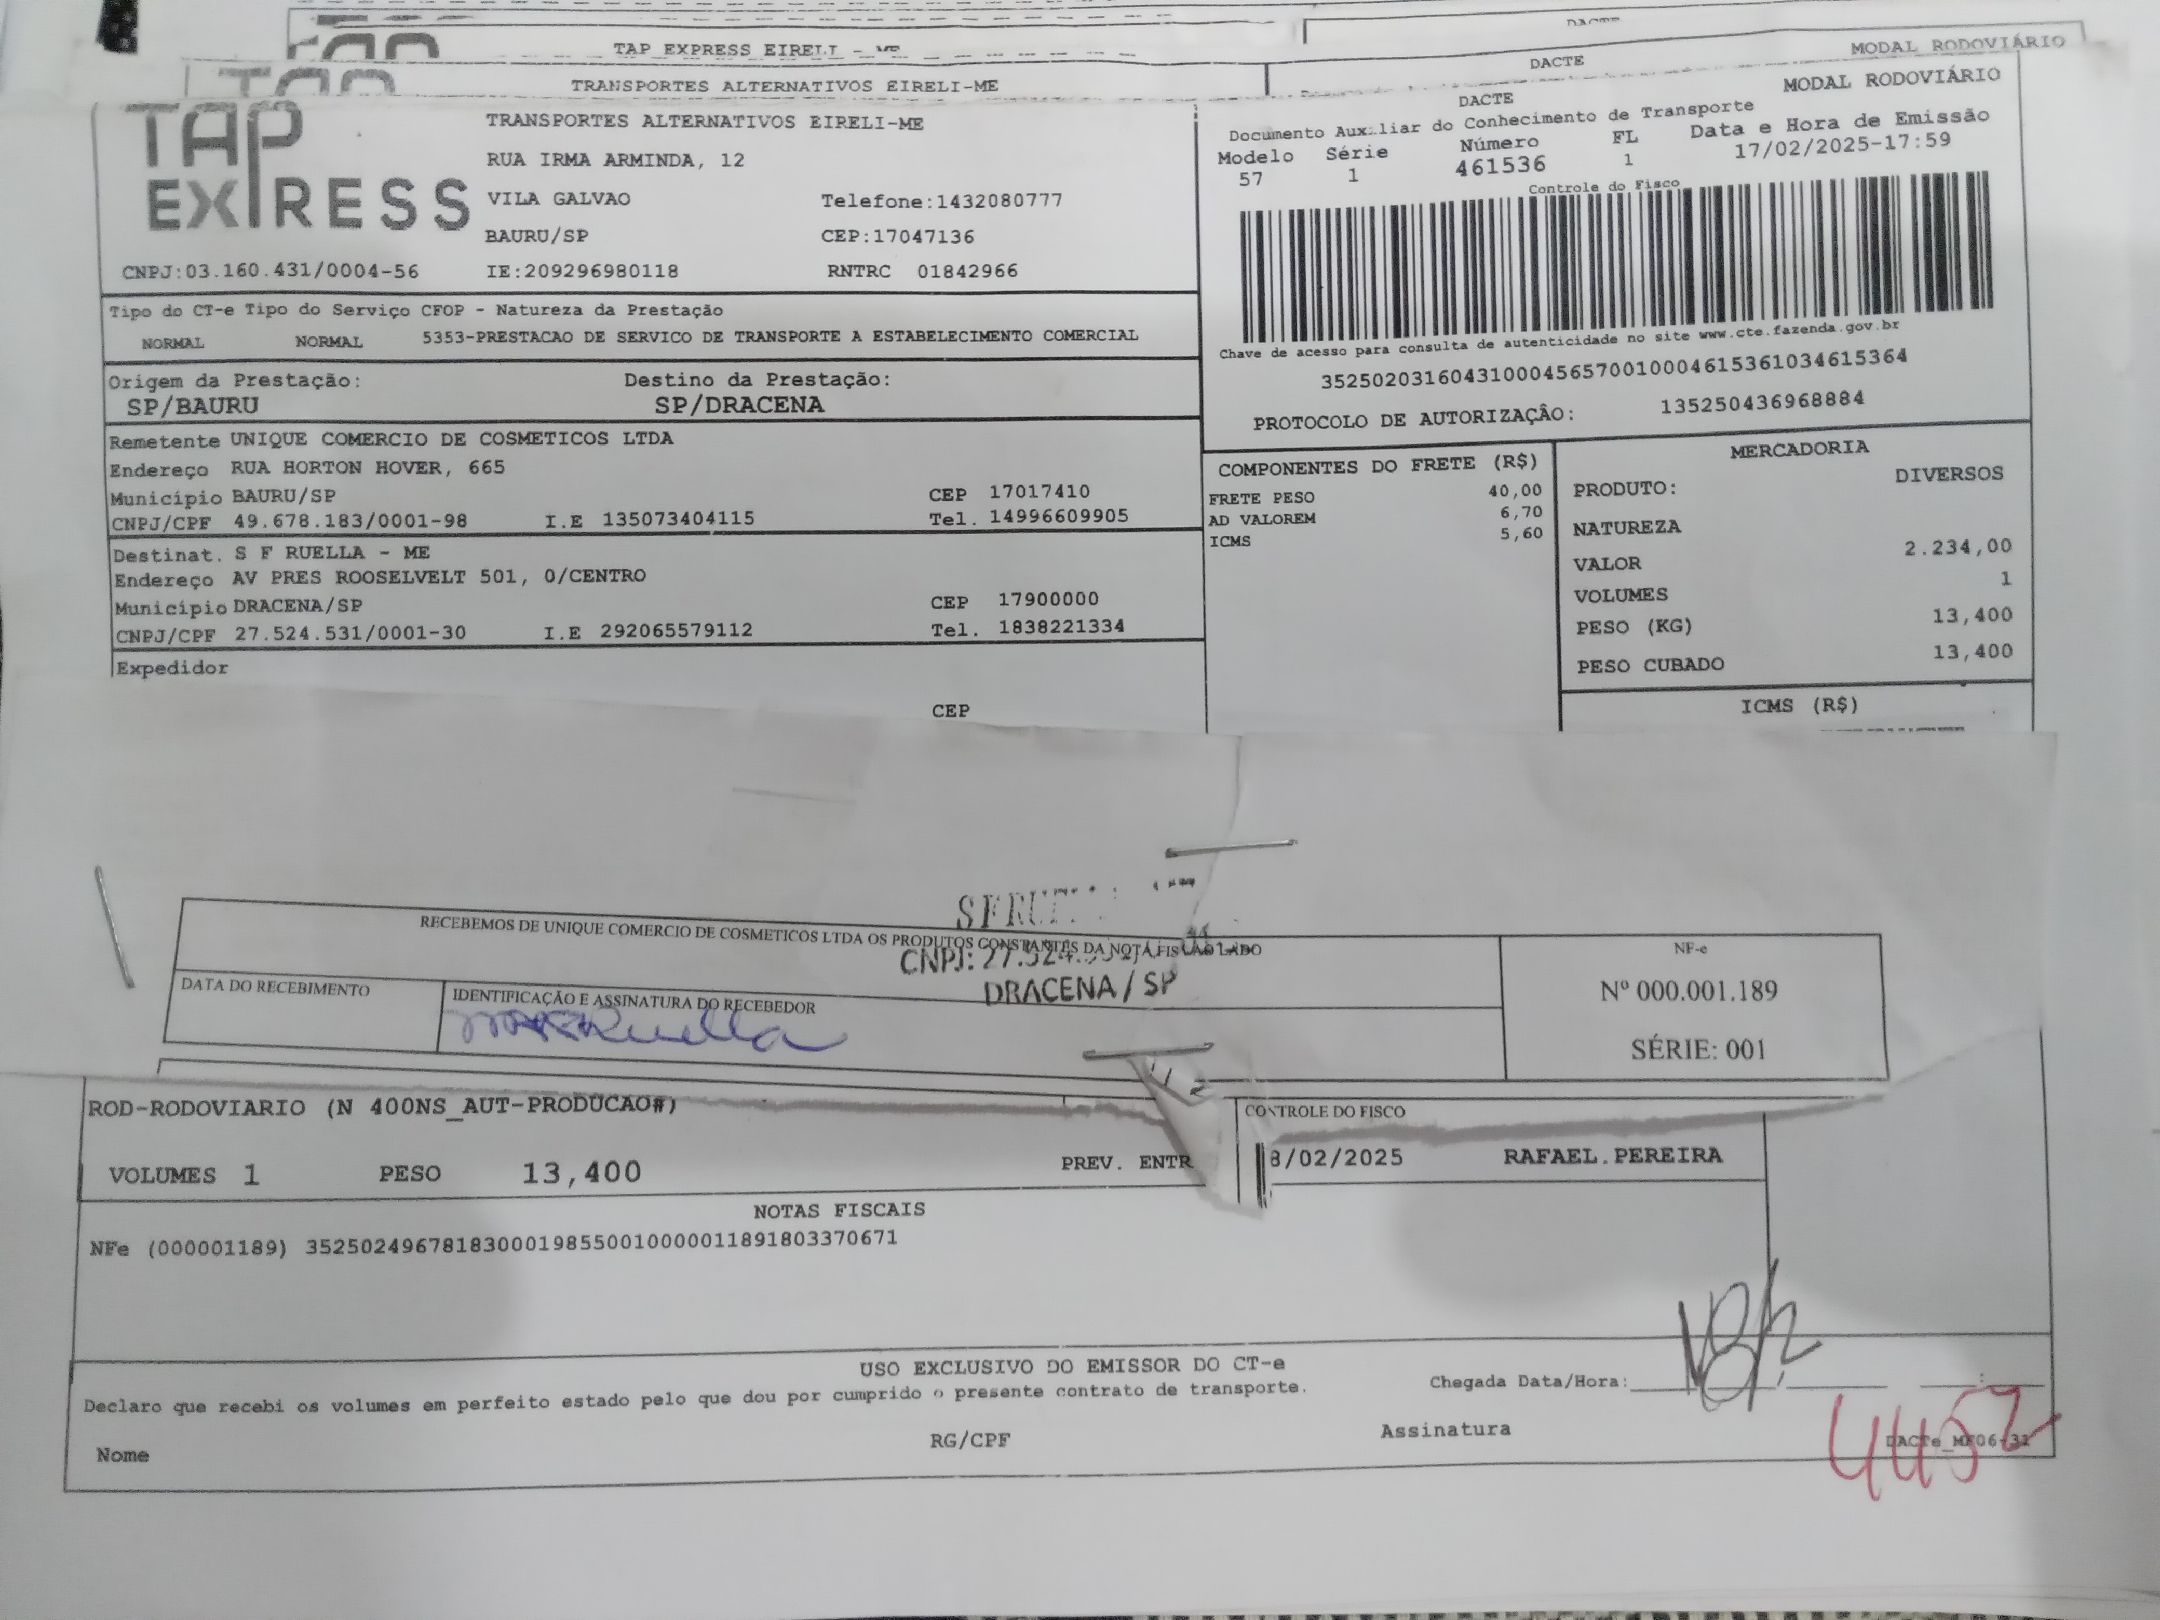 DACTE
TAP EXPRESS EIRELI - ME
MODAL RODOVIÁRIO
DACTE
TRANSPORTES ALTERNATIVOS EIRELI-ME
MODAL RODOVIÁRIO
TAP EXPRESS
TRANSPORTES ALTERNATIVOS EIRELI-ME
RUA IRMA ARMINDA, 12
VILA GALVAO Telefone:1432080777
BAURU/SP CEP:17047136
CNPJ:03.160.431/0004-56 IE:209296980118 RNTRC 01842966
DACTE
Documento Auxiliar do Conhecimento de Transporte
Modelo Série Número FL Data e Hora de Emissão
57 1 461536 1 17/02/2025-17:59
Controle do Fisco
Chave de acesso para consulta de autenticidade no site www.cte.fazenda.gov.br
35250203160431000456570010004615361034615364
PROTOCOLO DE AUTORIZAÇÃO: 135250436968884
Tipo do CT-e Tipo do Serviço CFOP - Natureza da Prestação
NORMAL NORMAL 5353-PRESTACAO DE SERVICO DE TRANSPORTE A ESTABELECIMENTO COMERCIAL
Origem da Prestação: Destino da Prestação:
SP/BAURU SP/DRACENA
Remetente UNIQUE COMERCIO DE COSMETICOS LTDA
Endereço RUA HORTON HOVER, 665
Município BAURU/SP CEP 17017410
CNPJ/CPF 49.678.183/0001-98 I.E 135073404115 Tel. 14996609905
Destinat. S F RUELLA - ME
Endereço AV PRES ROOSELVELT 501, 0/CENTRO
Município DRACENA/SP CEP 17900000
CNPJ/CPF 27.524.531/0001-30 I.E 292065579112 Tel. 1838221334
Expedidor
CEP
COMPONENTES DO FRETE (R$)
FRETE PESO 40,00
AD VALOREM 6,70
ICMS 5,60
MERCADORIA
PRODUTO: DIVERSOS
NATUREZA
VALOR 2.234,00
VOLUMES 1
PESO (KG) 13,400
PESO CUBADO 13,400
ICMS (R$)
RECEBEMOS DE UNIQUE COMERCIO DE COSMETICOS LTDA OS PRODUTOS CONSTANTES DA NOTA FISCAL AO LADO
CNPJ:
DRACENA / SP
DATA DO RECEBIMENTO
IDENTIFICAÇÃO E ASSINATURA DO RECEBEDOR
Ruella
NF-e
Nº 000.001.189
SÉRIE: 001
ROD-RODOVIARIO (N 400NS_AUT-PRODUCAO#)
CONTROLE DO FISCO
VOLUMES 1 PESO 13,400 PREV. ENTR 8/02/2025 RAFAEL.PEREIRA
NOTAS FISCAIS
NFe (000001189) 35250249678183000198550010000011891803370671
USO EXCLUSIVO DO EMISSOR DO CT-e
Declaro que recebi os volumes em perfeito estado pelo que dou por cumprido o presente contrato de transporte.
Chegada Data/Hora:
Nome RG/CPF Assinatura
4452